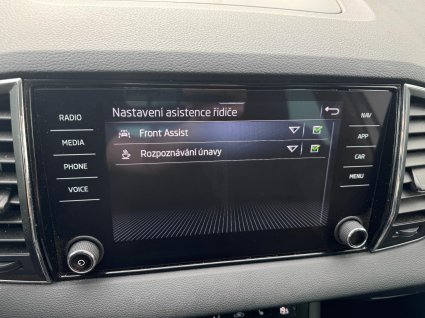 Nastavení asistence řidiče
RADIO
MEDIA
PHONE
VOICE
Front Assist
Rozpoznávání únavy
NAV
APP
CAR
MENU